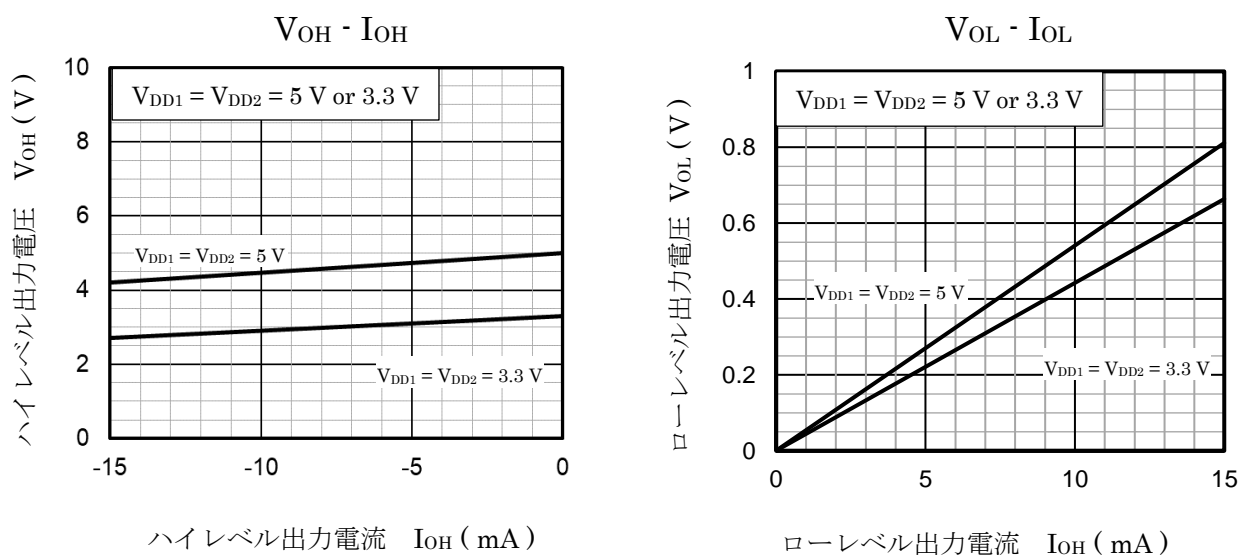 VOH - IOH
ハイレベル出力電圧 VOH ( V )
10
8
6
4
2
0
VDD1 = VDD2 = 5 V or 3.3 V
VDD1 = VDD2 = 5 V
VDD1 = VDD2 = 3.3 V
-15
-10
-5
0
ハイレベル出力電流 IOH ( mA )
VOL - IOL
ローレベル出力電圧 VOL ( V )
1
0.8
0.6
0.4
0.2
0
VDD1 = VDD2 = 5 V or 3.3 V
VDD1 = VDD2 = 5 V
VDD1 = VDD2 = 3.3 V
0
5
10
15
ローレベル出力電流 IOH ( mA )